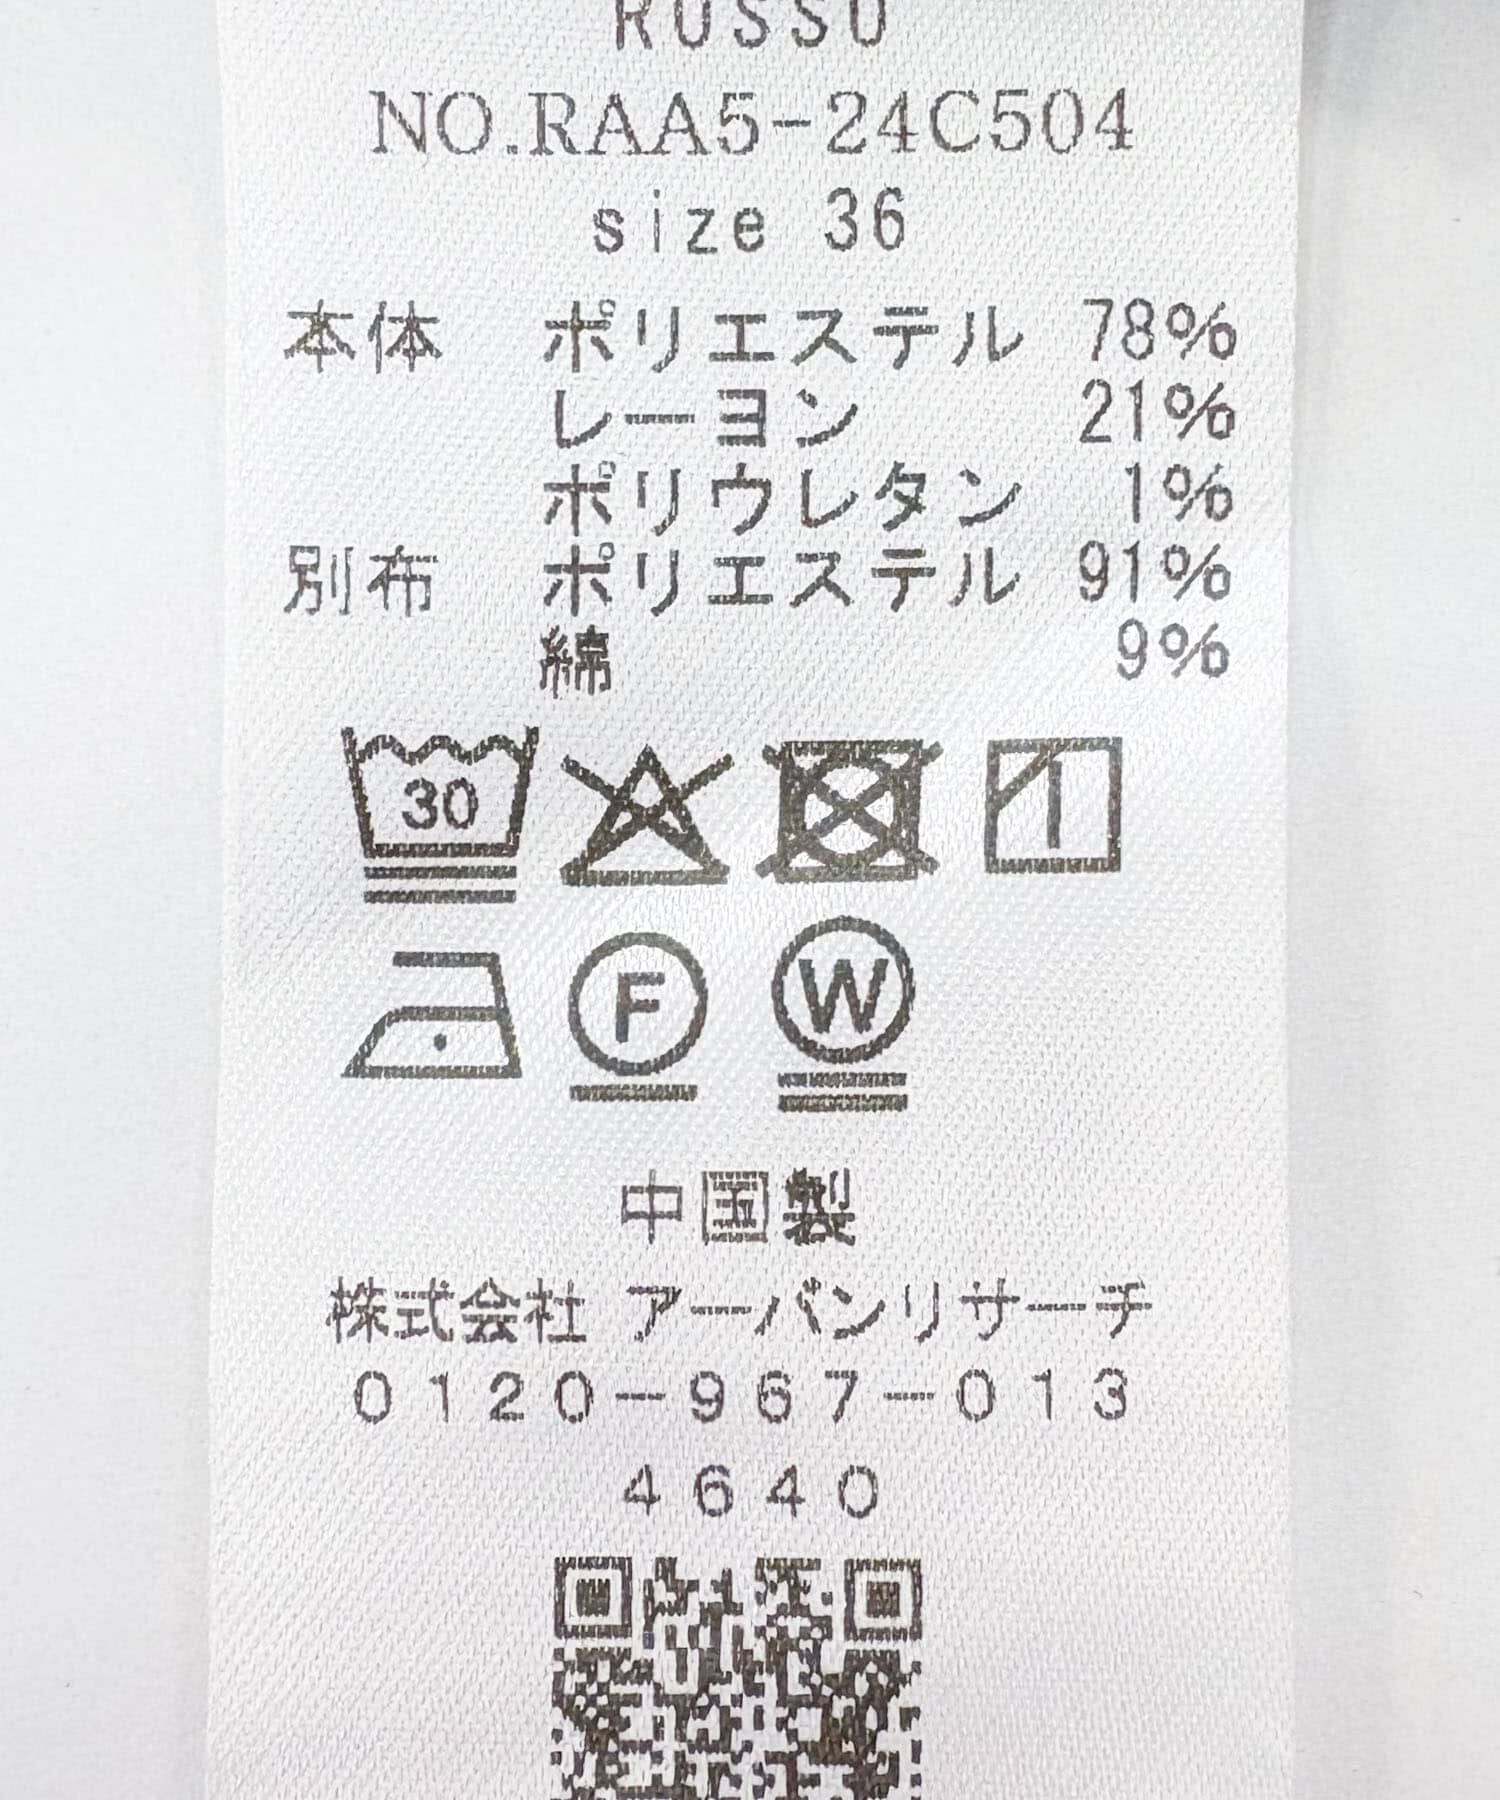 ROSSO
NO.RAA5-24C504
size 36
本体 ポリエステル 78%
レーヨン 21%
ポリウレタン 1%
別布 ポリエステル 91%
綿 9%
30
F W
中国製
株式会社 アーバンリサーチ
0120-967-013
4640